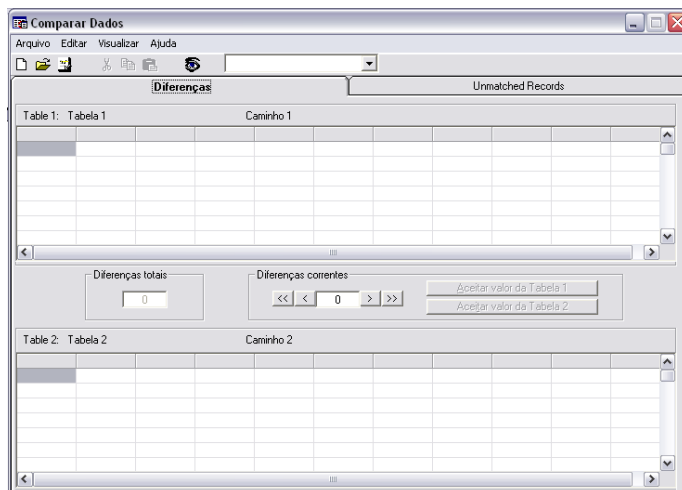 Comparar Dados
Arquivo Editar Visualizar Ajuda
Diferenças Unmatched Records
Table 1: Tabela 1 Caminho 1
Diferenças totais Diferenças correntes
0 << < 0 > >> Aceitar valor da Tabela 1
Aceitar valor da Tabela 2
Table 2: Tabela 2 Caminho 2